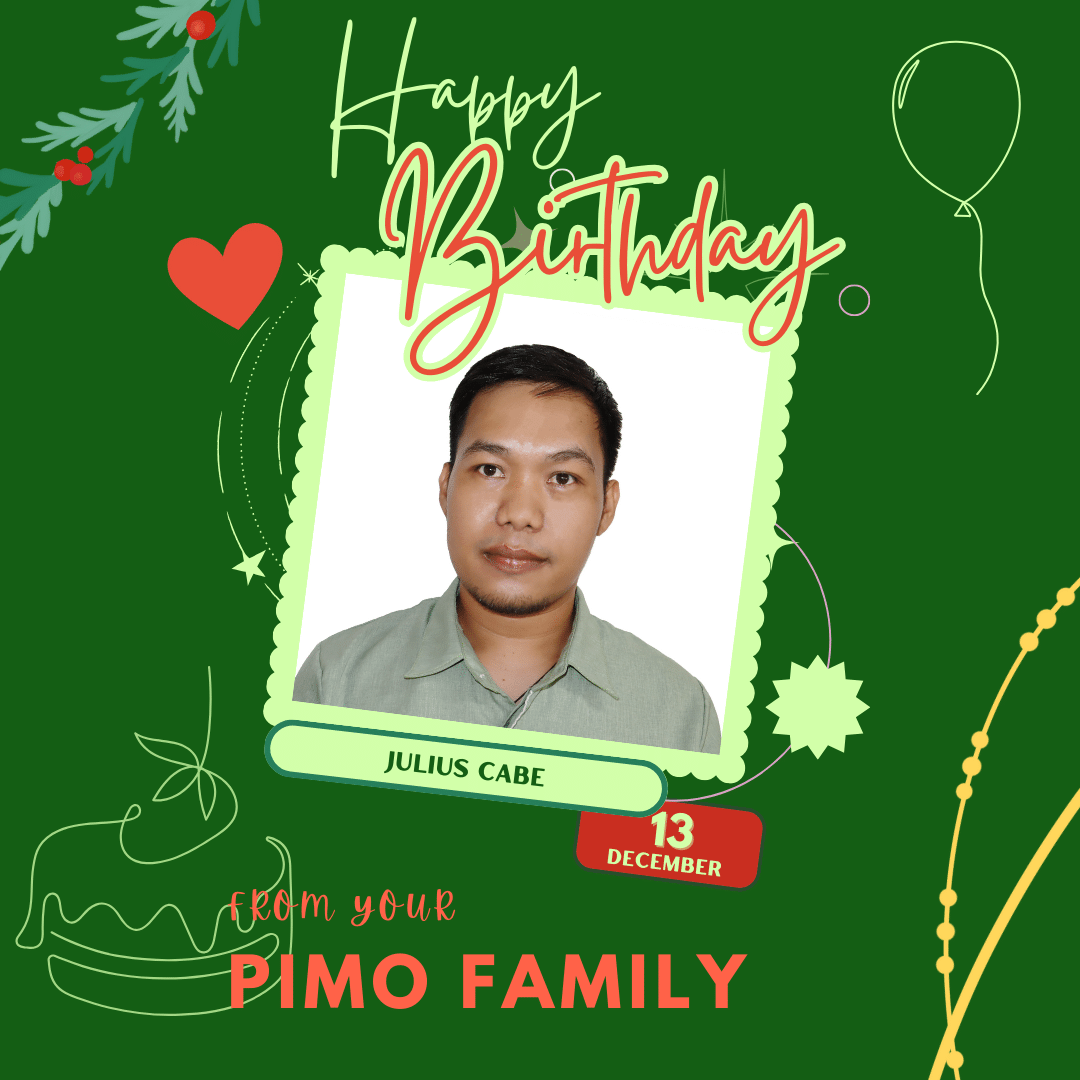 Happy
Birthday
JULIUS CABE
13
DECEMBER
FROM YOUR
PIMO FAMILY